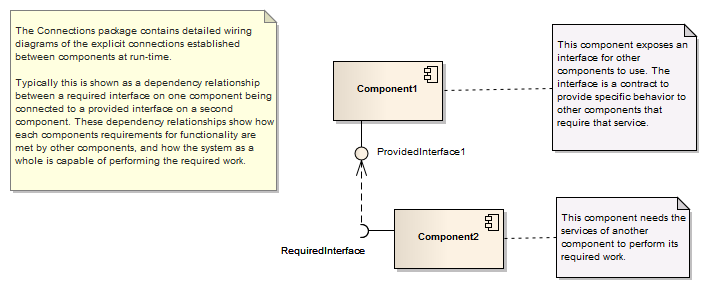 The Connections package contains detailed wiring
diagrams of the explicit connections established
between components at run-time.
Typically this is shown as a dependency relationship
between a required interface on one component being
connected to a provided interface on a second
component. These dependency relationships show how
each components requirements for functionality are
met by other components, and how the system as a
whole is capable of performing the required work.
Component1
This component exposes an
interface for other
components to use. The
interface is a contract to
provide specific behavior to
other components that
require that service.
ProvidedInterface1
RequiredInterface
Component2
This component needs the
services of another
component to perform its
required work.